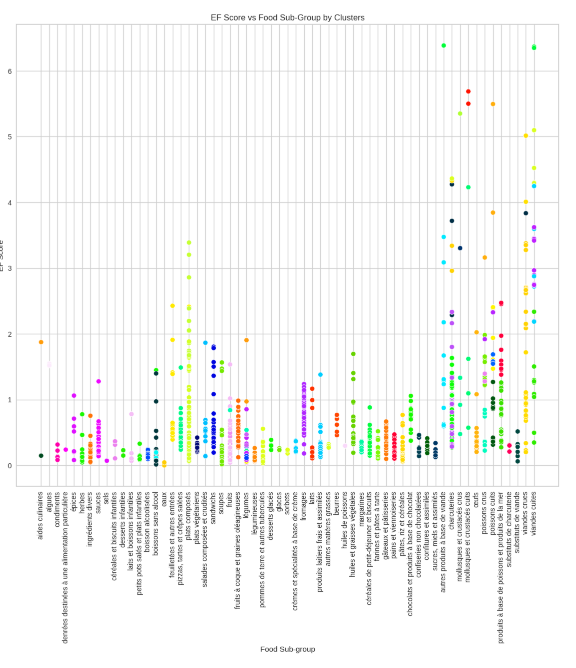 EF Score vs Food Sub-Group by Clusters
EF Score
6
5
4
3
2
1
0
aides culinaires
algues
condiments
denrées destinées à une alimentation particulière
épices
herbes
ingrédients divers
sauces
sels
céréales et biscuits infantiles
desserts infantiles
laits et boissons infantiles
petits pots salés et plats infantiles
boisson alcoolisées
boissons sans alcool
eaux
feuilletées et autres entrées
pizzas, tartes et crêpes salées
plats composés
plats végétariens
salades composées et crudités
sandwichs
soupes
fruits
fruits à coque et graines oléagineuses
légumes
légumineuses
pommes de terre et autres tubercules
desserts glacés
glaces
sorbets
crèmes et spécialités à base de crème
fromages
laits
produits laitiers frais et assimilés
autres matières grasses
beurres
huiles de poissons
huiles et graisses végétales
margarines
céréales de petit-déjeuner et biscuits
farines et pâtes à tarte
gâteaux et pâtisseries
pains et viennoiseries
pâtes, riz et céréales
chocolats et produits à base de chocolat
confiseries non chocolatées
confitures et assimilés
sucres, miels et assimilés
autres produits à base de viande
charcuteries
mollusques et crustacés crus
mollusques et crustacés cuits
œufs
poissons crus
poissons cuits
produits à base de poissons et produits de la mer
substituts de charcuteries
substituts de viande
viandes crues
viandes cuites
Food Sub-group